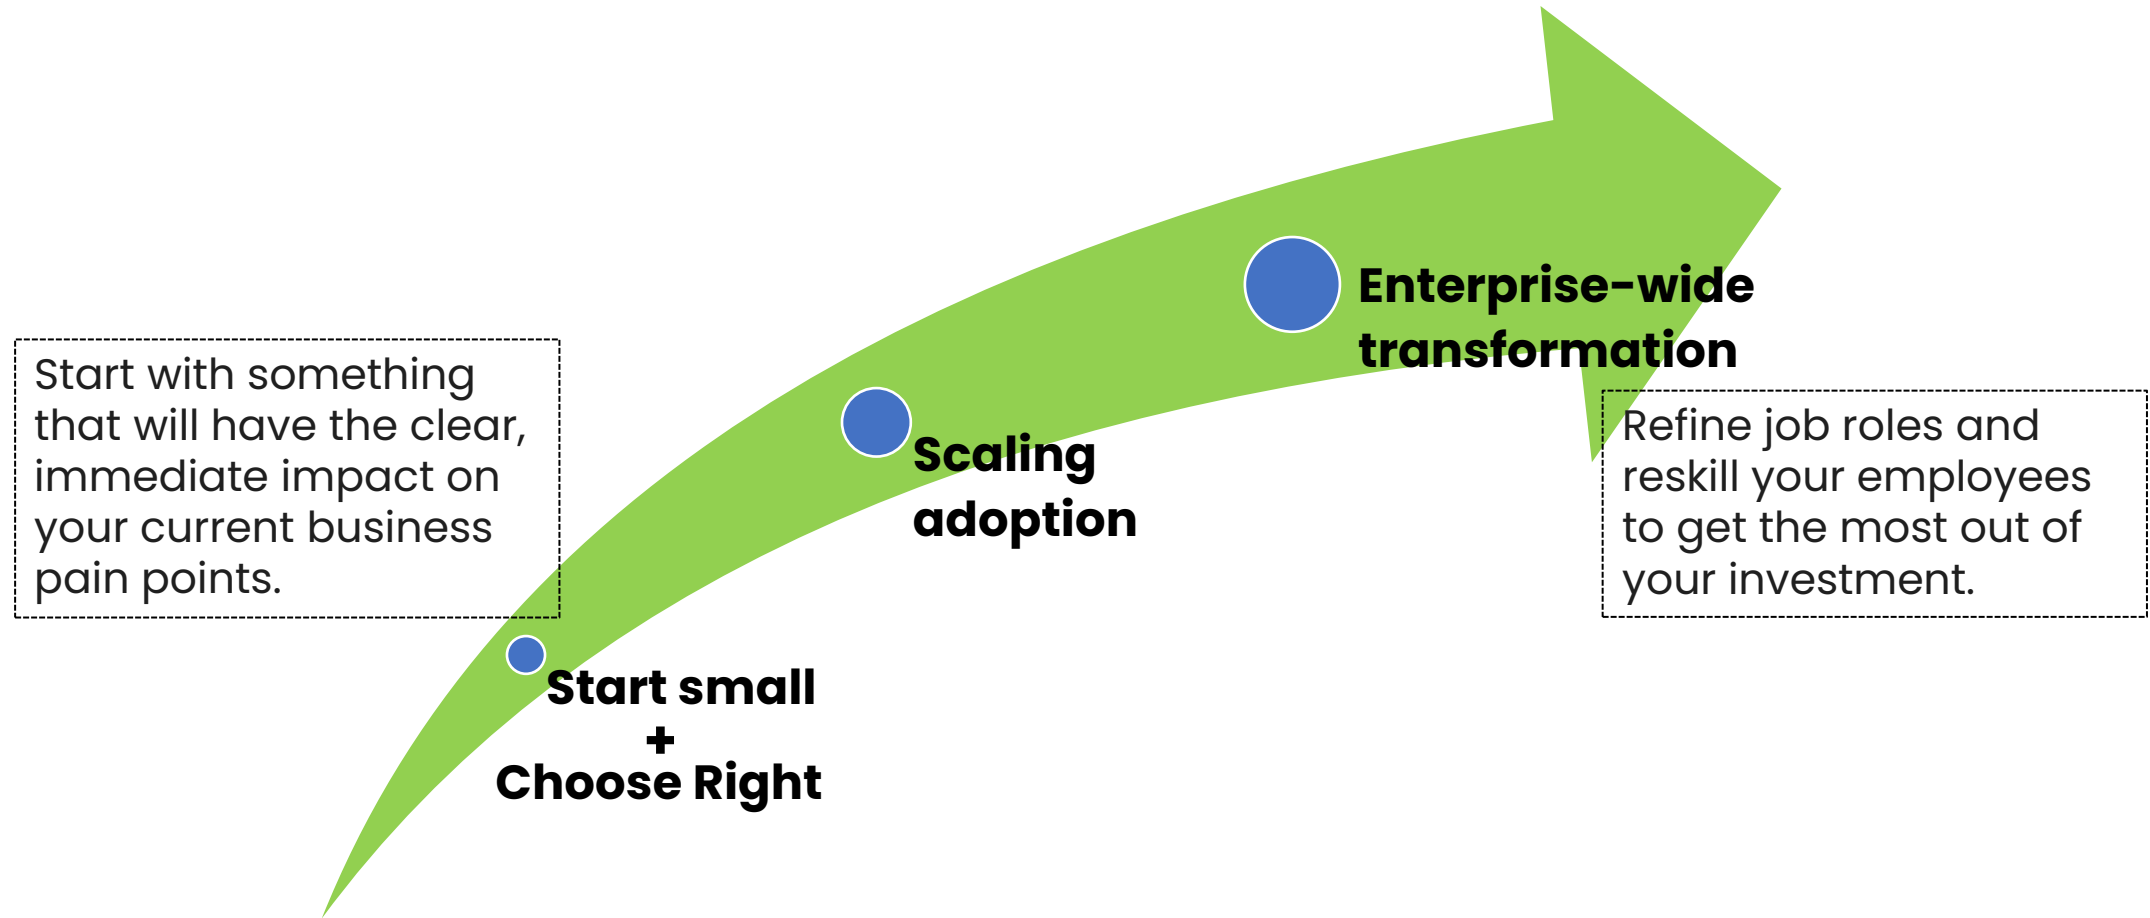 Start with something
that will have the clear,
immediate impact on
your current business
pain points.
Start small
+
Choose Right
Scaling
adoption
Enterprise-wide
transformation
Refine job roles and
reskill your employees
to get the most out of
your investment.